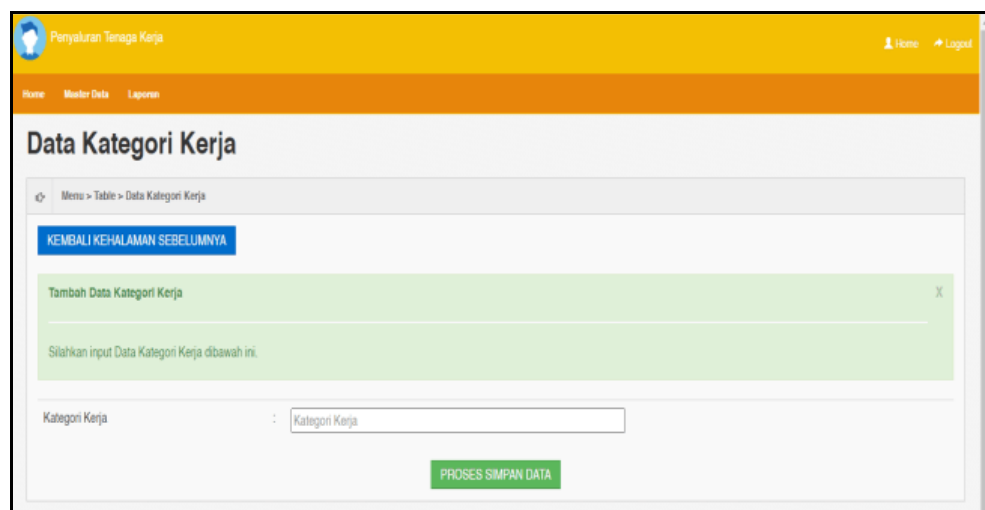 Penyaluran Tenaga Kerja
Home Logout
Home Master Data Laporan
Data Kategori Kerja
Menu > Table > Data Kategori Kerja
KEMBALI KEHALAMAN SEBELUMNYA
Tambah Data Kategori Kerja X
Silahkan input Data Kategori Kerja dibawah ini.
Kategori Kerja : Kategori Kerja
PROSES SIMPAN DATA